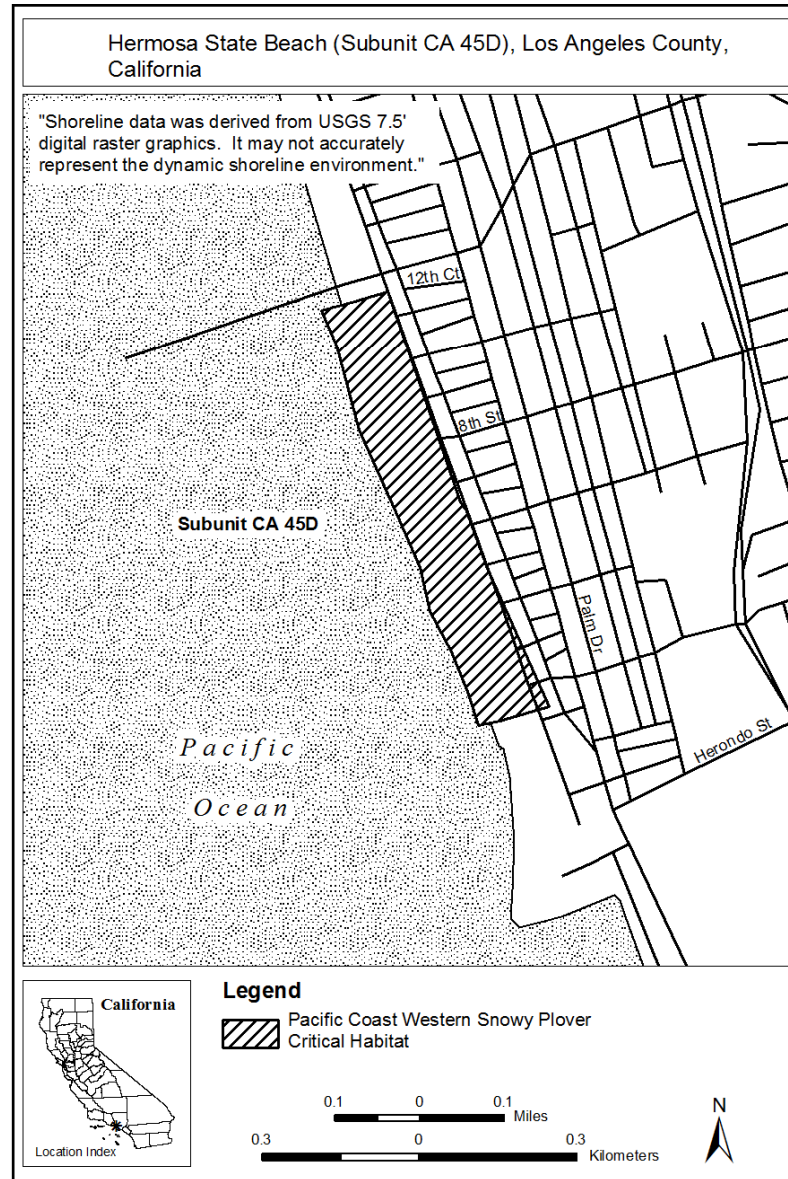 Hermosa State Beach (Subunit CA 45D), Los Angeles County,
California
"Shoreline data was derived from USGS 7.5'
digital raster graphics.  It may not accurately
represent the dynamic shoreline environment."
12th Ct
8th St
Subunit CA 45D
Palm Dr
Herondo St
Pacific
Ocean
California
Location Index
Legend
Pacific Coast Western Snowy Plover
Critical Habitat
0.1 0 0.1
Miles
0.3 0 0.3
Kilometers
N